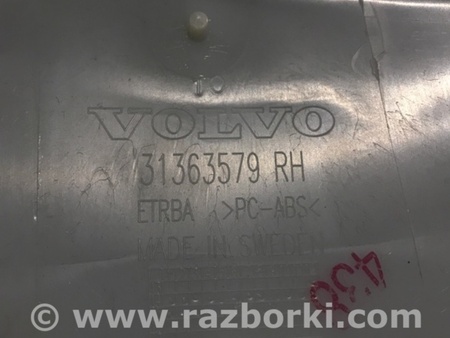 VOLVO
31363579 RH
ETRBA >PC-ABS<
MADE IN SWEDEN
© www.razborki.com